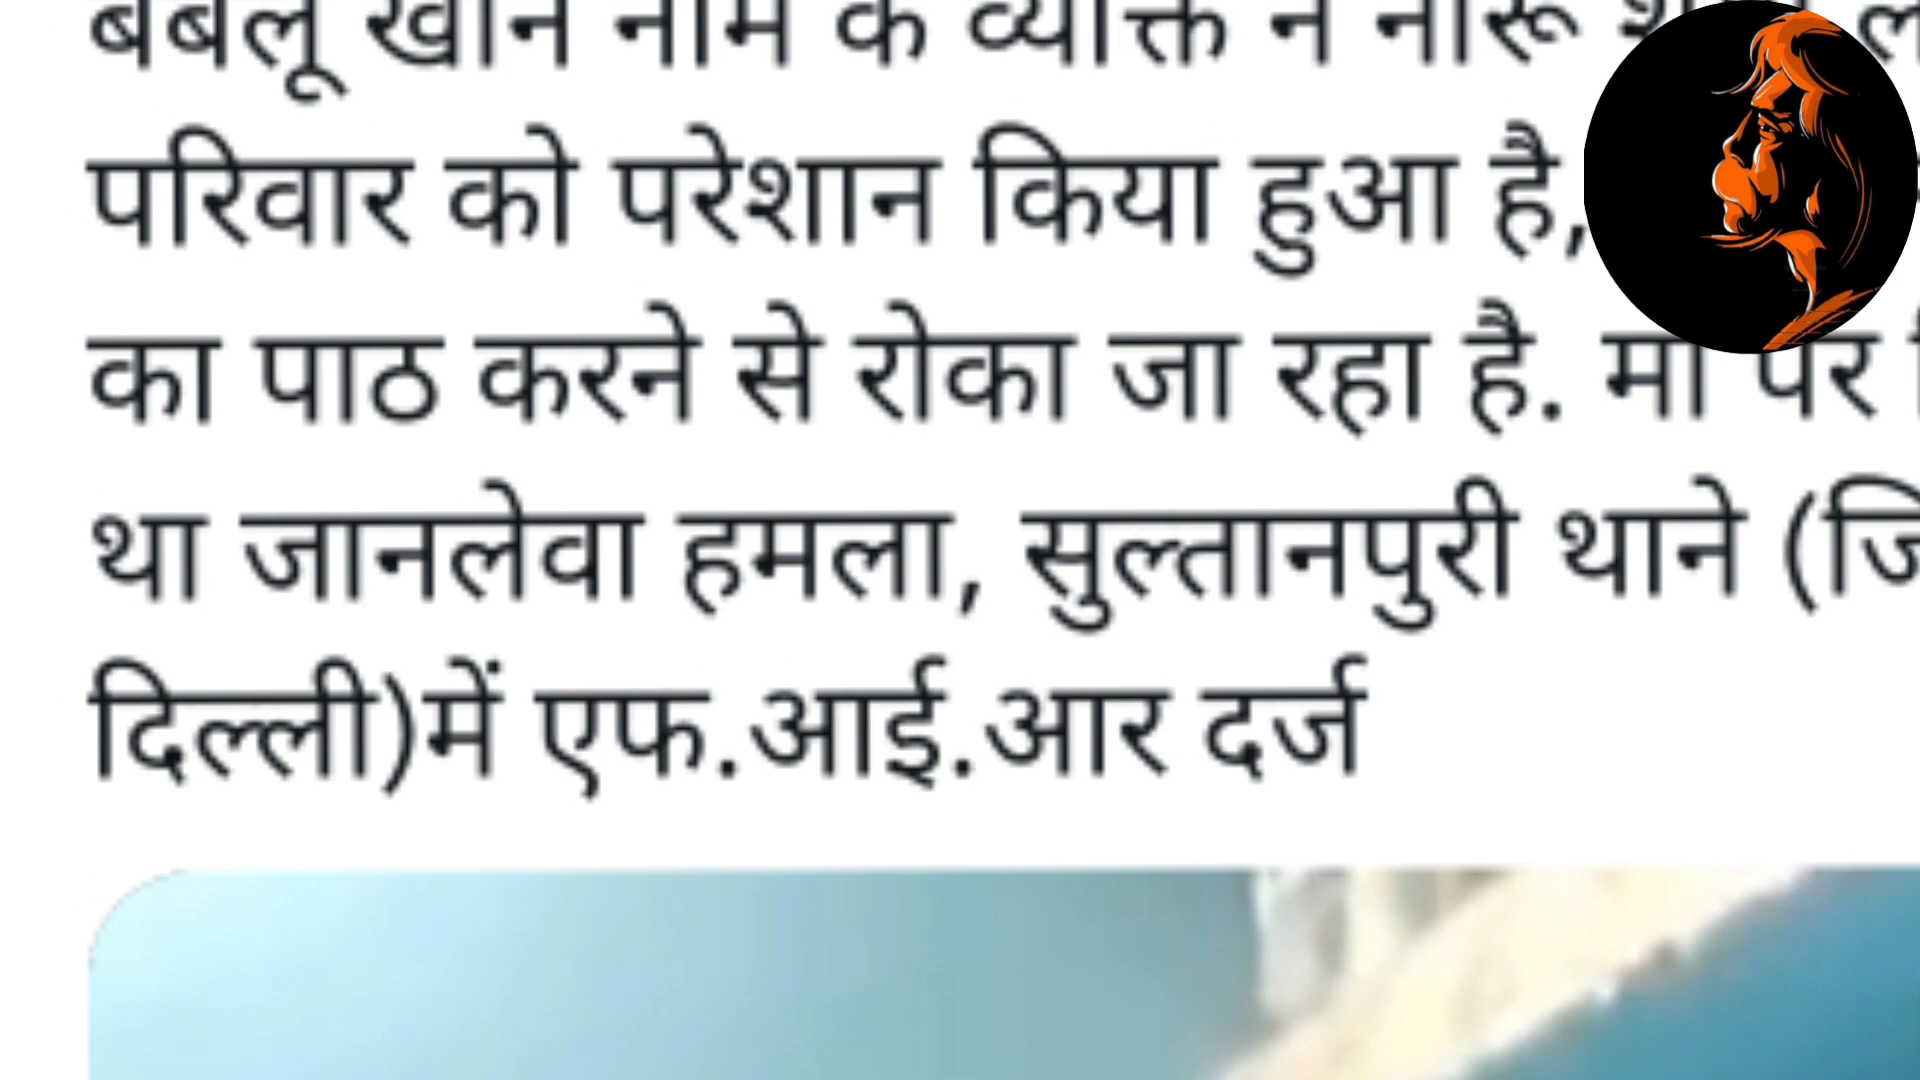 बबलू खान नाम के व्यक्ति ने नीरू
परिवार को परेशान किया हुआ है,
का पाठ करने से रोका जा रहा है. मां पर
था जानलेवा हमला, सुल्तानपुरी थाने
दिल्ली)में एफ.आई.आर दर्ज